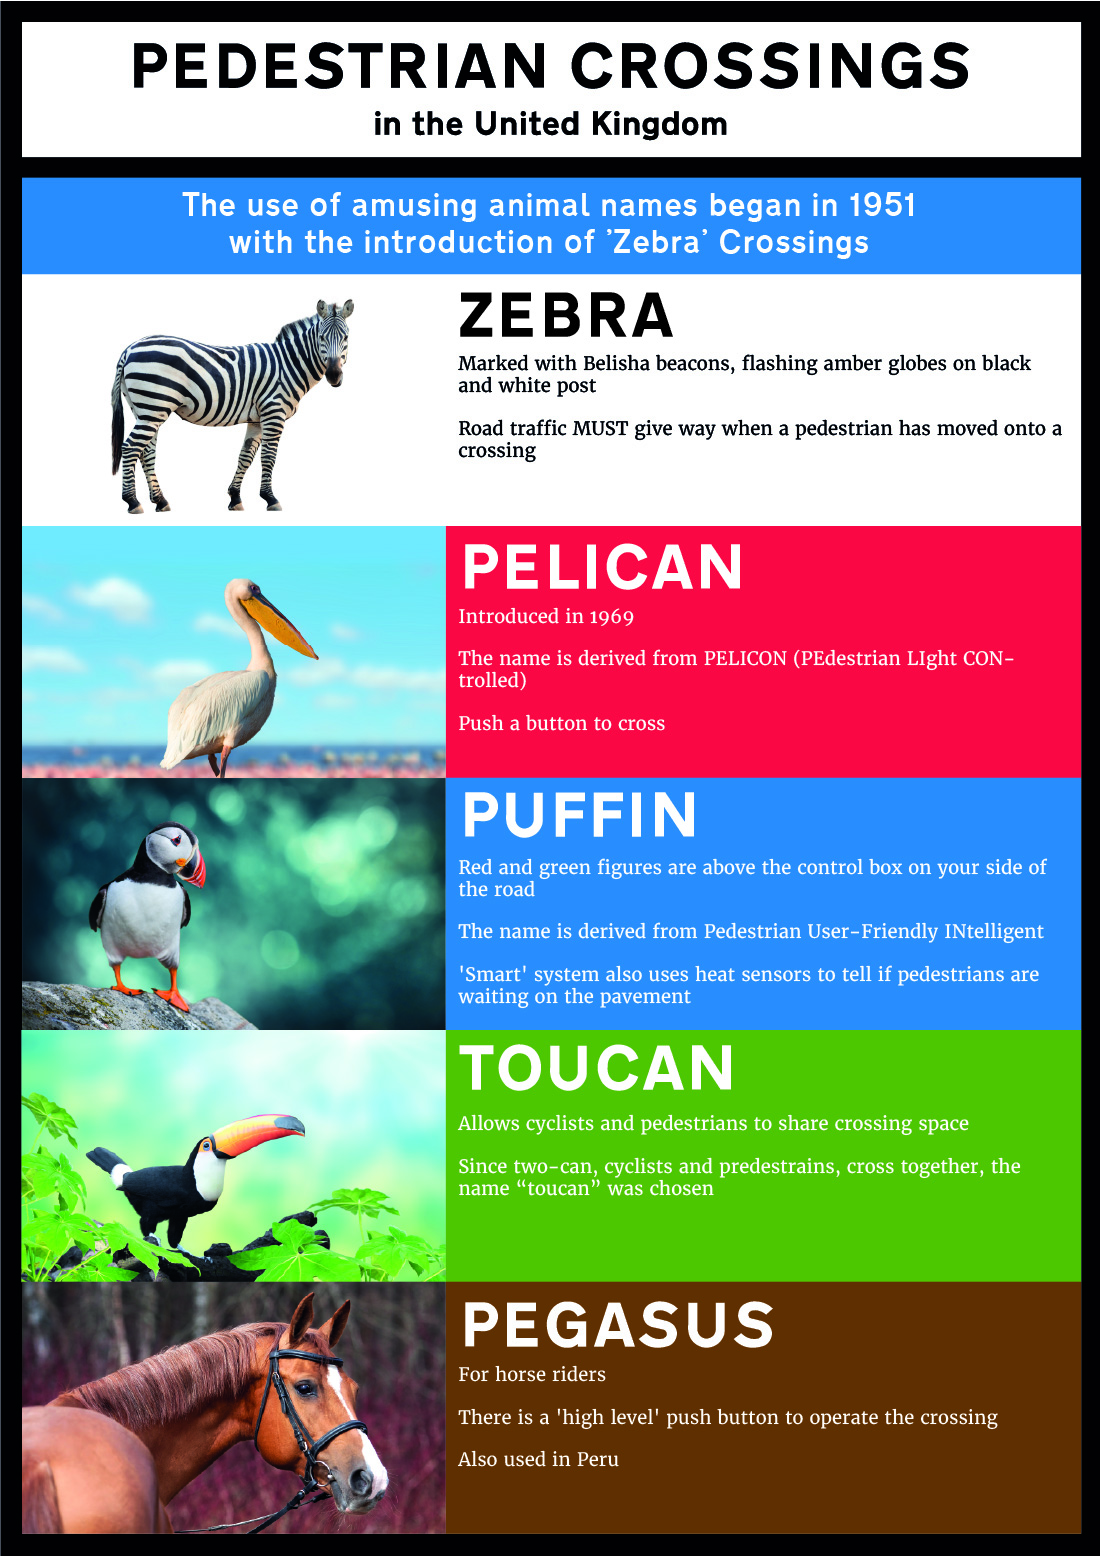 PEDESTRIAN CROSSINGS
in the United Kingdom
The use of amusing animal names began in 1951
with the introduction of 'Zebra' Crossings
ZEBRA
Marked with Belisha beacons, flashing amber globes on black
and white post
Road traffic MUST give way when a pedestrian has moved onto a
crossing
PELICAN
Introduced in 1969
The name is derived from PELICON (PEdestrian LIght CON-
trolled)
Push a button to cross
PUFFIN
Red and green figures are above the control box on your side of
the road
The name is derived from Pedestrian User-Friendly INtelligent
'Smart' system also uses heat sensors to tell if pedestrians are
waiting on the pavement
TOUCAN
Allows cyclists and pedestrians to share crossing space
Since two-can, cyclists and predestrains, cross together, the
name “toucan” was chosen
PEGASUS
For horse riders
There is a 'high level' push button to operate the crossing
Also used in Peru